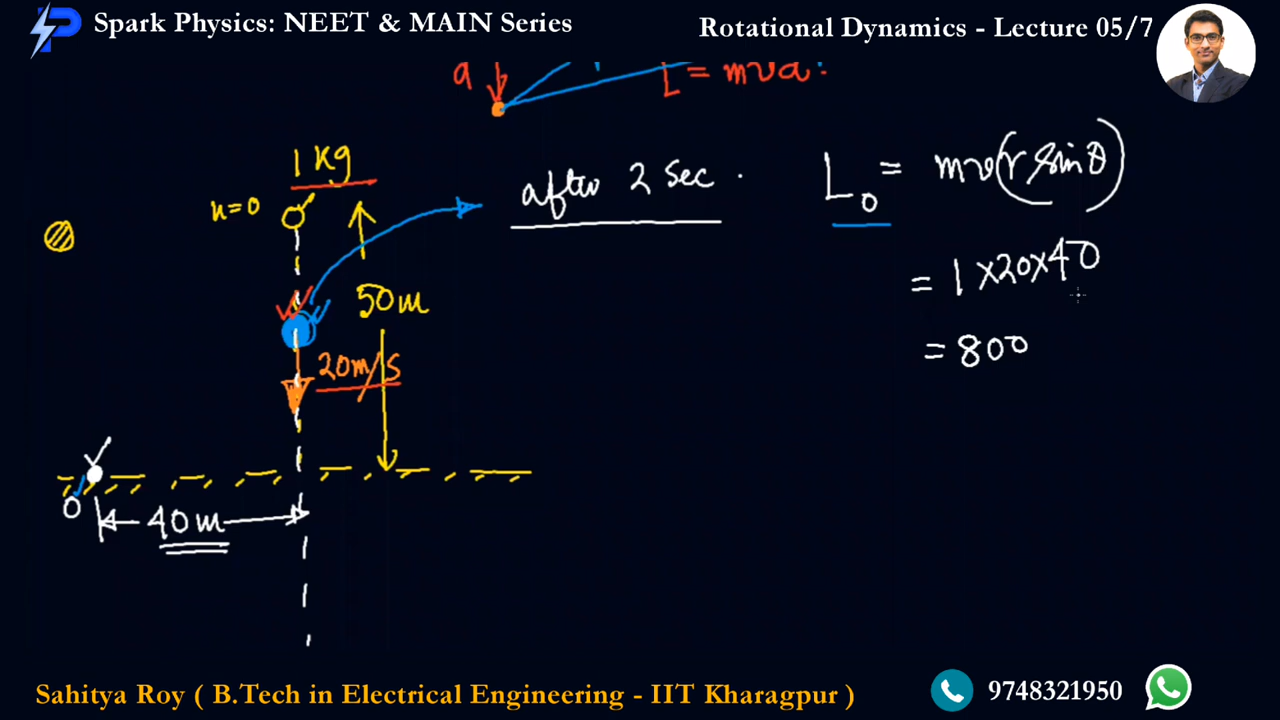 Spark Physics: NEET & MAIN Series
Rotational Dynamics - Lecture 05/7
a
L = mva.
1 kg
u=0
50m
20m/s
O
40m
after 2 sec.
L₀ = mv(r sinθ)
= 1×20×40
= 800
Sahitya Roy ( B.Tech in Electrical Engineering - IIT Kharagpur )
9748321950